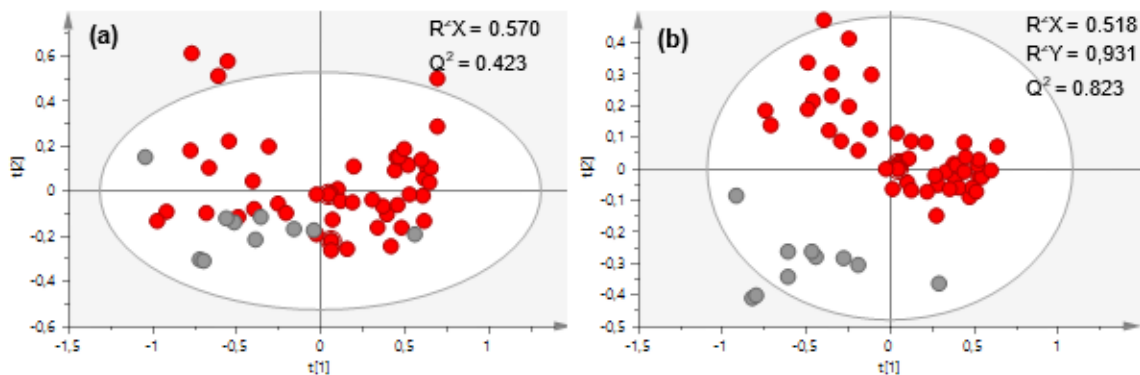 (a)
R²X = 0.570
Q² = 0.423
0,6
0,4
0,2
0
-0,2
-0,4
-0,6
t[2]
-1,5
-1
-0,5
0
0,5
1
t[1]
(b)
R²X = 0.518
R²Y = 0,931
Q² = 0.823
0,4
0,3
0,2
0,1
0
-0,1
-0,2
-0,3
-0,4
-0,5
t[2]
-1,5
-1
-0,5
0
0,5
1
t[1]